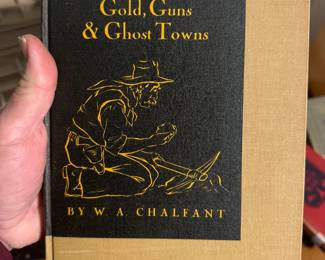 Gold, Guns
& Ghost Towns
BY W. A. CHALFANT